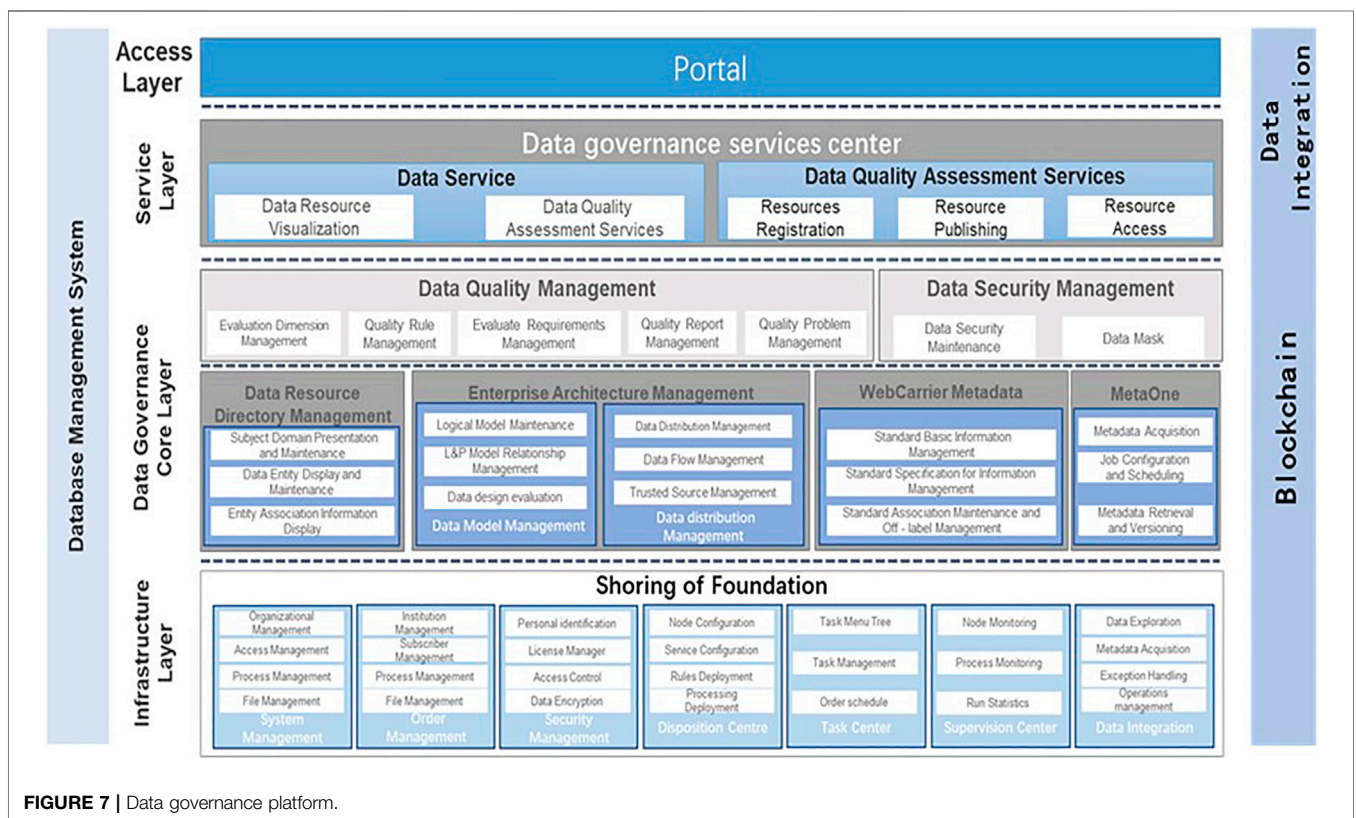 Database Management System
Access
Layer
Portal
Data
Integration
Blockchain
Service
Layer
Data governance services center
Data Service
Data Resource
Visualization
Data Quality
Assessment Services
Data Quality Assessment Services
Resources
Registration
Resource
Publishing
Resource
Access
Data Governance
Core Layer
Data Quality Management
Evaluation Dimension
Management
Quality Rule
Management
Evaluate Requirements
Management
Quality Report
Management
Quality Problem
Management
Data Security Management
Data Security
Maintenance
Data Mask
Data Resource
Directory Management
Subject Domain Presentation
and Maintenance
Data Entity Display and
Maintenance
Entity Association Information
Display
Enterprise Architecture Management
Logical Model Maintenance
L&P Model Relationship
Management
Data design evaluation
Data Model Management
Data Distribution Management
Data Flow Management
Trusted Source Management
Data distribution
Management
WebCarrier Metadata
Standard Basic Information
Management
Standard Specification for Information
Management
Standard Association Maintenance and
Off - label Management
MetaOne
Metadata Acquisition
Job Configuration
and Scheduling
Metadata Retrieval
and Versioning
Infrastructure
Layer
Shoring of Foundation
Organizational
Management
Access Management
Process Management
File Management
System
Management
Institution
Management
Subscriber
Management
Process Management
File Management
Order
Management
Personal identification
License Manager
Access Control
Data Encryption
Security
Management
Node Configuration
Service Configuration
Rules Deployment
Processing
Deployment
Disposition Centre
Task Menu Tree
Task Management
Order schedule
Task Center
Node Monitoring
Process Monitoring
Run Statistics
Supervision Center
Data Exploration
Metadata Acquisition
Exception Handling
Operations
management
Data Integration
FIGURE 7 | Data governance platform.